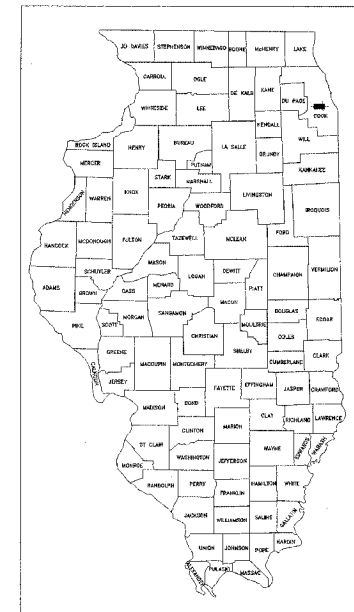 JO DAVIES STEPHENSON WINNEBAGO BOONE McHENRY LAKE
CARROLL OGLE DE KALB KANE DU PAGE COOK
WHITESIDE LEE KENDALL WILL
ROCK ISLAND HENRY BUREAU LA SALLE GRUNDY
MERCER PUTNAM KANKAKEE
HENDERSON WARREN KNOX STARK MARSHALL LIVINGSTON
PEORIA WOODFORD IROQUOIS
HANCOCK McDONOUGH FULTON TAZEWELL McLEAN FORD
MASON
SCHUYLER LOGAN DEWITT CHAMPAIGN VERMILION
ADAMS BROWN CASS MENARD PIATT
MACON
PIKE SCOTT MORGAN SANGAMON DOUGLAS EDGAR
CHRISTIAN MOULTRIE COLES
GREENE SHELBY CLARK
CALHOUN MACOUPIN MONTGOMERY CUMBERLAND
JERSEY FAYETTE EFFINGHAM JASPER CRAWFORD
MADISON BOND
CLAY RICHLAND LAWRENCE
CLINTON MARION
ST CLAIR WAYNE EDWARDS WABASH
MONROE WASHINGTON JEFFERSON
RANDOLPH PERRY HAMILTON WHITE
FRANKLIN
JACKSON WILLIAMSON SALINE GALLATIN
UNION JOHNSON POPE HARDIN
ALEXANDER PULASKI MASSAC